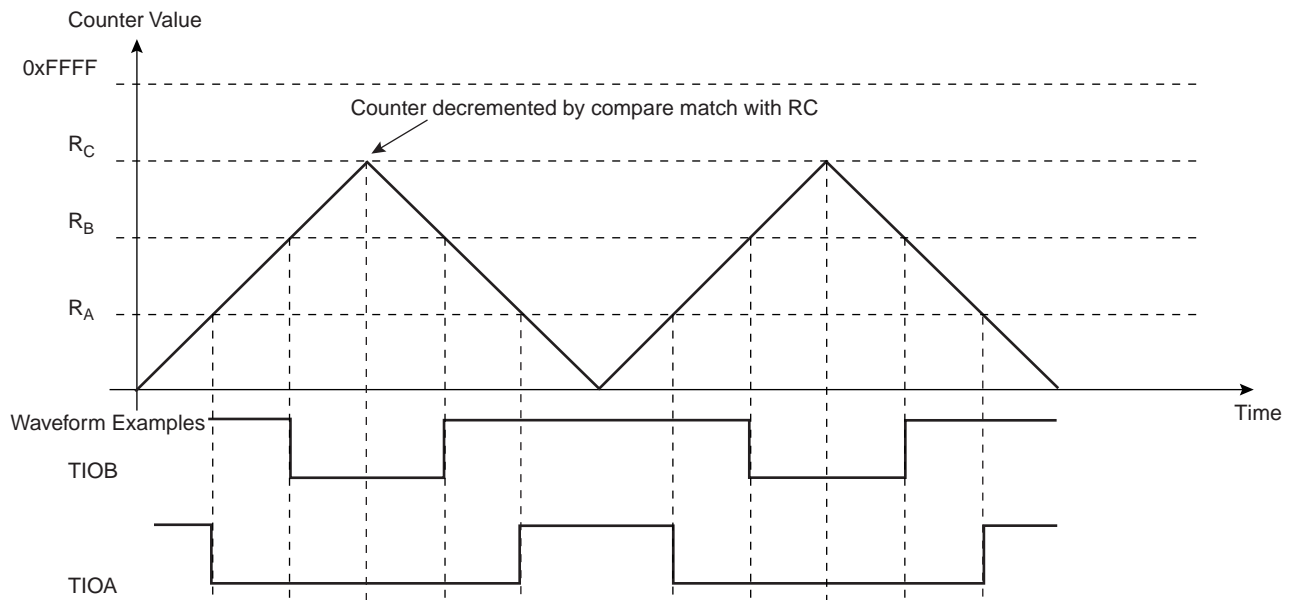 Counter Value
0xFFFF
Counter decremented by compare match with RC
RC
RB
RA
Time
Waveform Examples
TIOB
TIOA